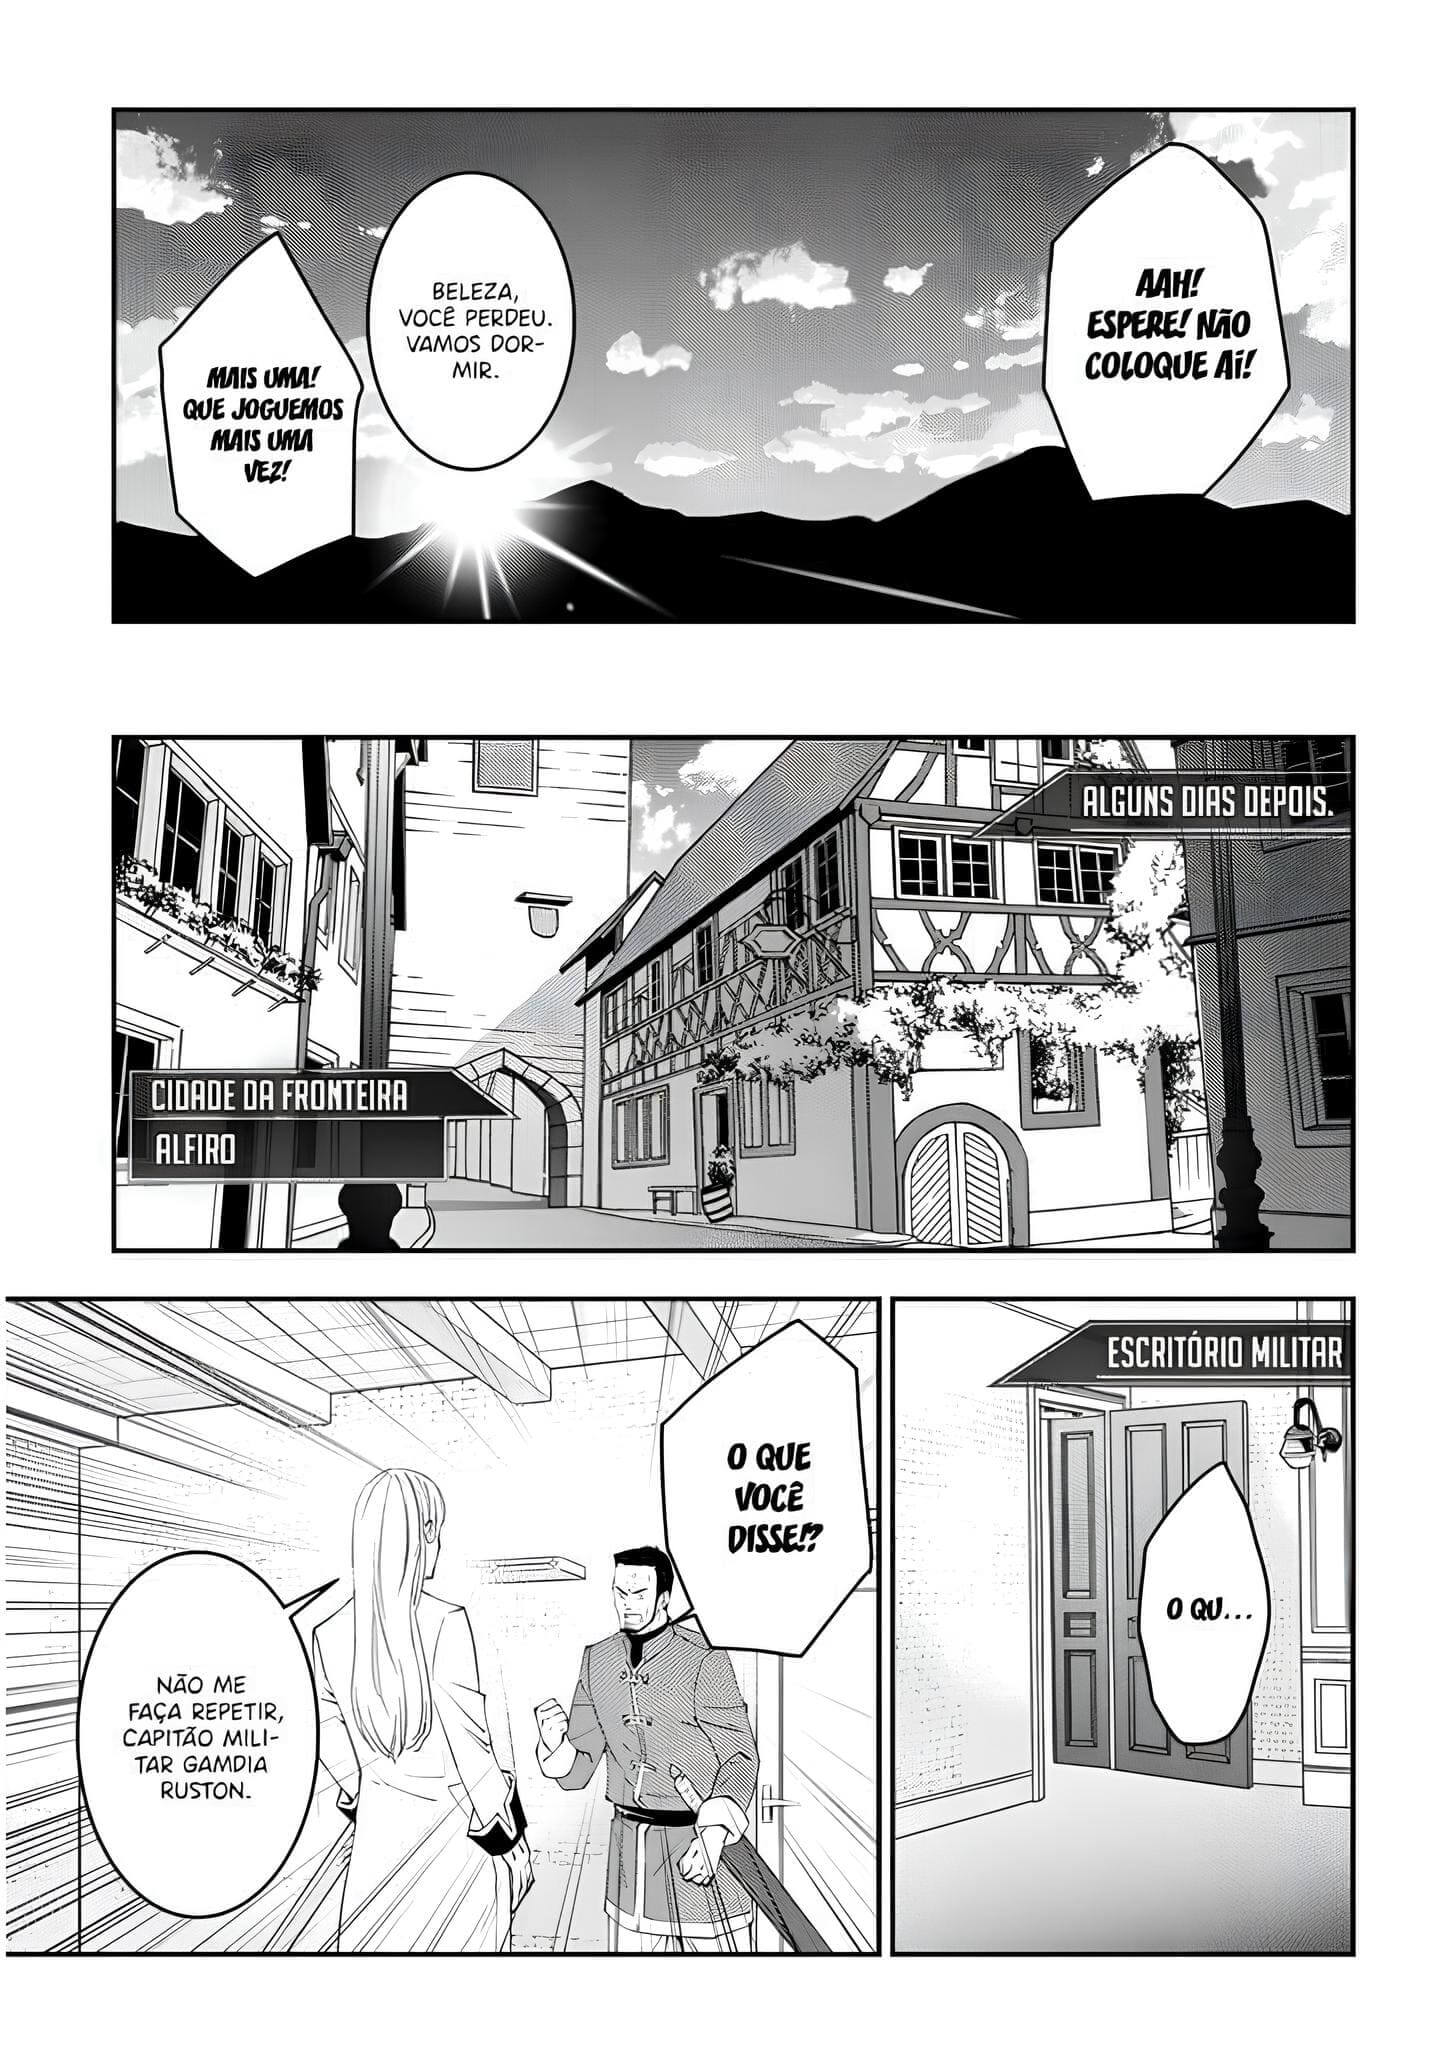 AAH!
ESPERE! NÃO
COLOQUE AÍ!
BELEZA,
VOCÊ PERDEU.
VAMOS DOR-
MIR.
MAIS UMA!
QUE JOGUEMOS
MAIS UMA
VEZ!
ALGUNS DIAS DEPOIS.
CIDADE DA FRONTEIRA
ALFIRO
ESCRITÓRIO MILITAR
O QU...
O QUE
VOCÊ
DISSE!?
NÃO ME
FAÇA REPETIR,
CAPITÃO MILI-
TAR GAMDIA
RUSTON.